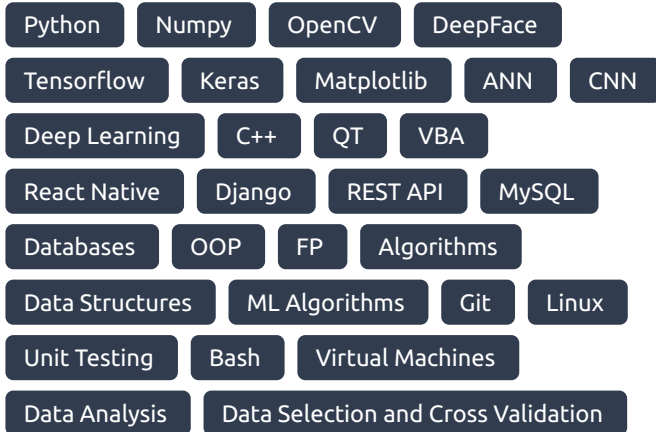 Python Numpy OpenCV DeepFace
Tensorflow Keras Matplotlib ANN CNN
Deep Learning C++ QT VBA
React Native Django REST API MySQL
Databases OOP FP Algorithms
Data Structures ML Algorithms Git Linux
Unit Testing Bash Virtual Machines
Data Analysis Data Selection and Cross Validation